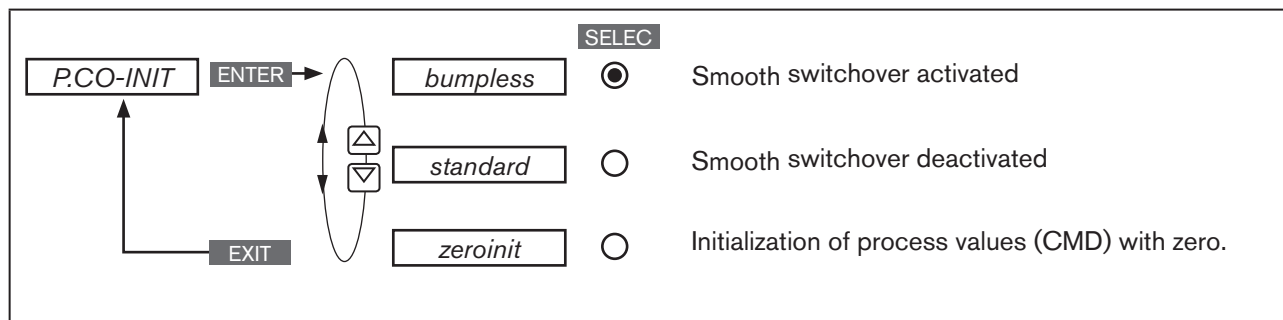 SELEC
P.CO-INIT ENTER bumpless Smooth switchover activated
standard Smooth switchover deactivated
EXIT zeroinit Initialization of process values (CMD) with zero.